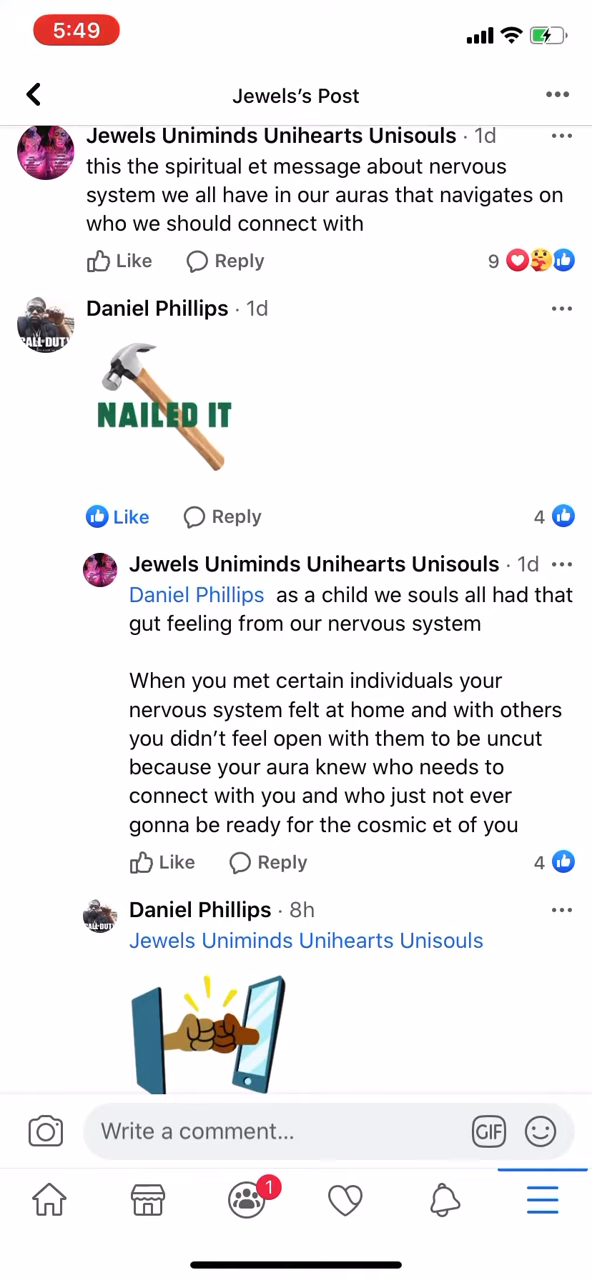 5:49
Jewels's Post
Jewels Uniminds Unihearts Unisouls · 1d
this the spiritual et message about nervous
system we all have in our auras that navigates on
who we should connect with
Like Reply 9
Daniel Phillips · 1d
NAILED IT
Like Reply 4
Jewels Uniminds Unihearts Unisouls · 1d
Daniel Phillips as a child we souls all had that
gut feeling from our nervous system
When you met certain individuals your
nervous system felt at home and with others
you didn't feel open with them to be uncut
because your aura knew who needs to
connect with you and who just not ever
gonna be ready for the cosmic et of you
Like Reply 4
Daniel Phillips · 8h
Jewels Uniminds Unihearts Unisouls
Write a comment...
GIF
1